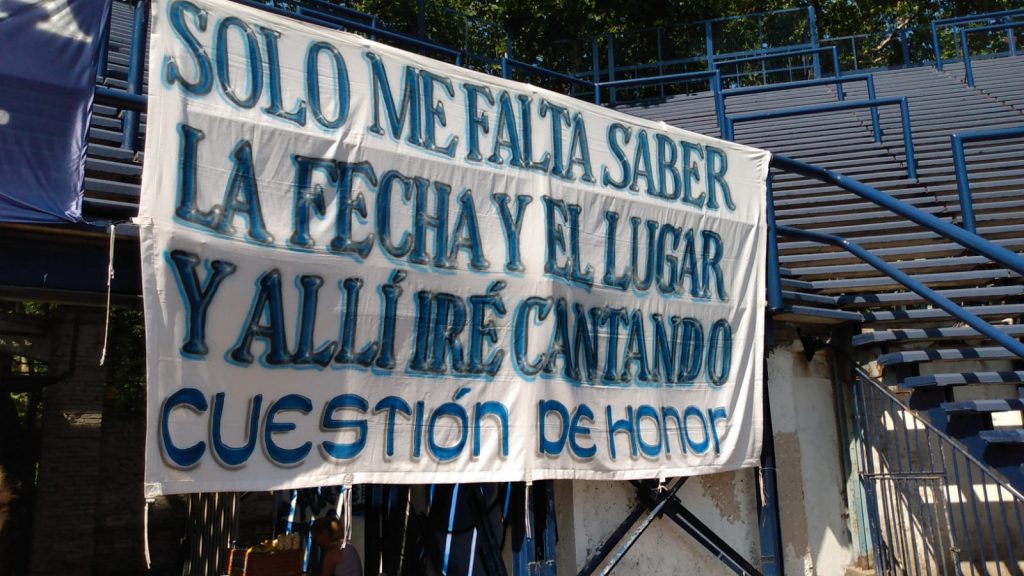 SOLO ME FALTA SABER
LA FECHA Y EL LUGAR
Y ALLÍ IRÉ CANTANDO
CUESTIÓN DE HONOR